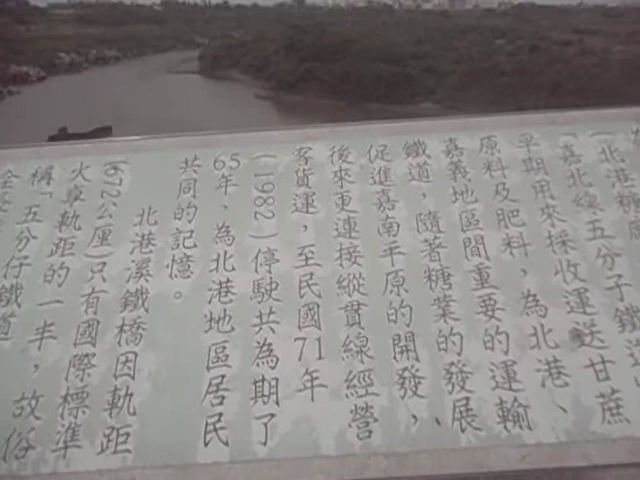 (北港糖
「嘉北線五分子鐵
早期用來採收運送甘蔗
原料及肥料,為北港、
嘉義地區間重要的運輸
鐵道,隨著糖業的發展、
促進嘉南平原的開發,
後來更連接縱貫線經營
客貨運,至民國71年
(1982)停駛共為期了
65年,為北港地區居民
共同的記憶。
北港溪鐵橋因軌距
(672公厘)只有國際標準
火車軌距的一半,故俗
稱「五分仔鐵道